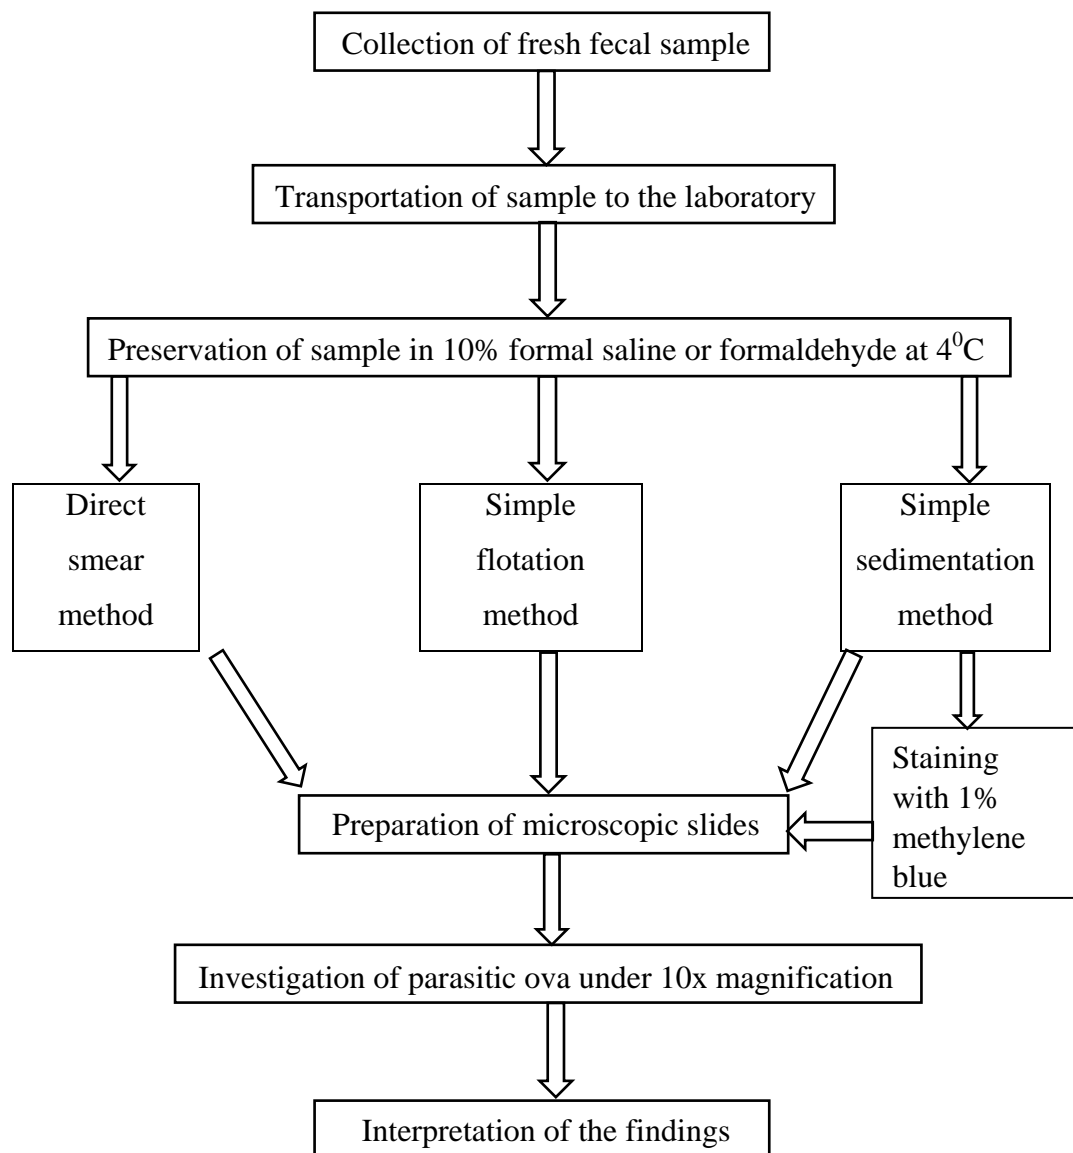 Collection of fresh fecal sample
Transportation of sample to the laboratory
Preservation of sample in 10% formal saline or formaldehyde at 4⁰C
Direct
smear
method
Simple
flotation
method
Simple
sedimentation
method
Staining
with 1%
methylene
blue
Preparation of microscopic slides
Investigation of parasitic ova under 10x magnification
Interpretation of the findings